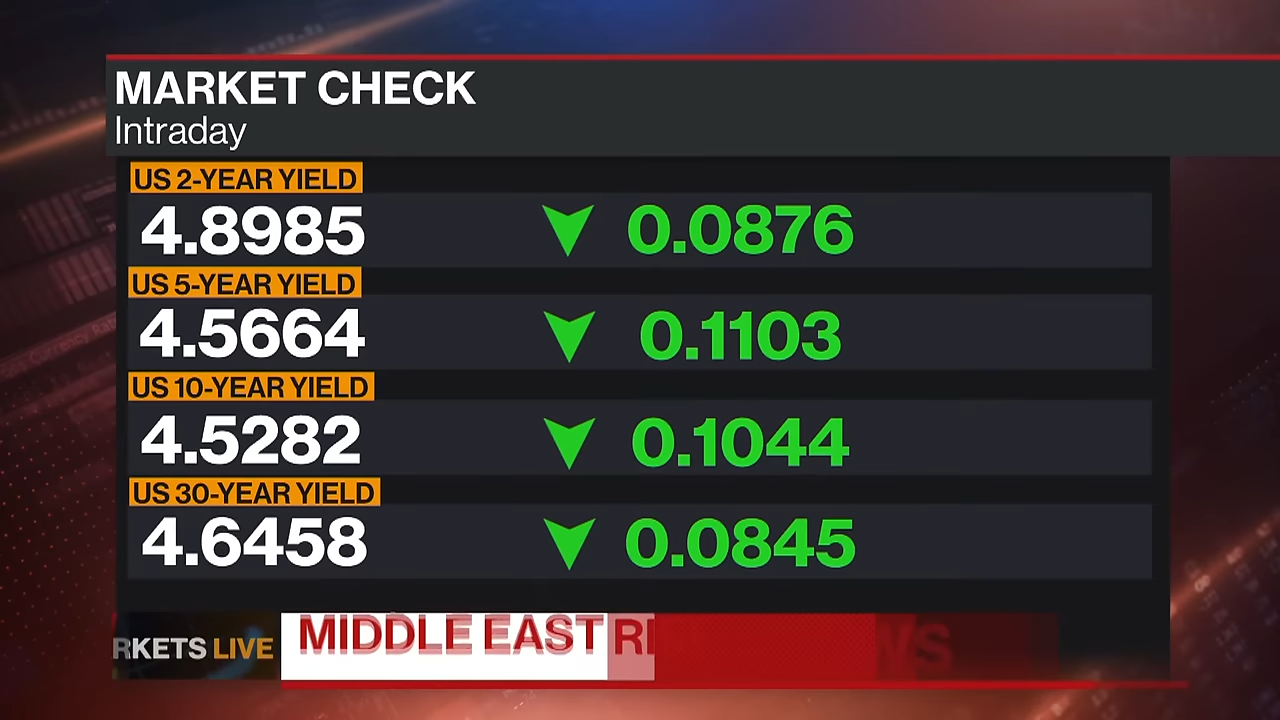 MARKET CHECK
Intraday
US 2-YEAR YIELD
4.8985 ▼ 0.0876
US 5-YEAR YIELD
4.5664 ▼ 0.1103
US 10-YEAR YIELD
4.5282 ▼ 0.1044
US 30-YEAR YIELD
4.6458 ▼ 0.0845
RKETS LIVE
MIDDLE EAST